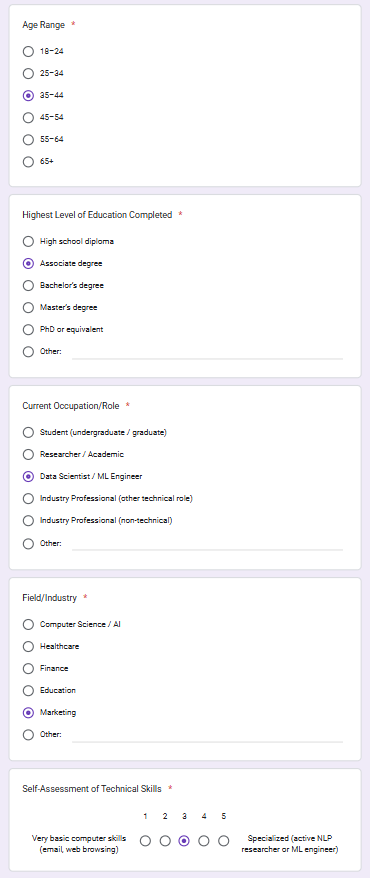 Age Range *
18-24
25-34
35-44
45-54
55-64
65+
Highest Level of Education Completed *
High school diploma
Associate degree
Bachelor's degree
Master's degree
PhD or equivalent
Other:
Current Occupation/Role *
Student (undergraduate / graduate)
Researcher / Academic
Data Scientist / ML Engineer
Industry Professional (other technical role)
Industry Professional (non-technical)
Other:
Field/Industry *
Computer Science / AI
Healthcare
Finance
Education
Marketing
Other:
Self-Assessment of Technical Skills *
1 2 3 4 5
Very basic computer skills
(email, web browsing)
Specialized (active NLP
researcher or ML engineer)